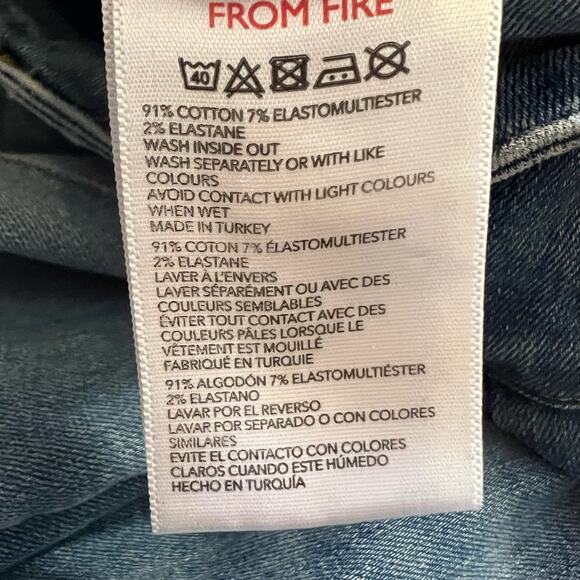 FROM FIRE
40
91% COTTON 7% ELASTOMULTIESTER
2% ELASTANE
WASH INSIDE OUT
WASH SEPARATELY OR WITH LIKE
COLOURS
AVOID CONTACT WITH LIGHT COLOURS
WHEN WET
MADE IN TURKEY
91% COTON 7% ÉLASTOMULTIESTER
2% ELASTANE
LAVER À L'ENVERS
LAVER SÉPARÉMENT OU AVEC DES
COULEURS SEMBLABLES
ÉVITER TOUT CONTACT AVEC DES
COULEURS PÂLES LORSQUE LE
VÊTEMENT EST MOUILLÉ
FABRIQUÉ EN TURQUIE
91% ALGODÓN 7% ELASTOMULTIÉSTER
2% ELASTANO
LAVAR POR EL REVERSO
LAVAR POR SEPARADO O CON COLORES
SIMILARES
EVITE EL CONTACTO CON COLORES
CLAROS CUANDO ESTE HÚMEDO
HECHO EN TURQUÍA